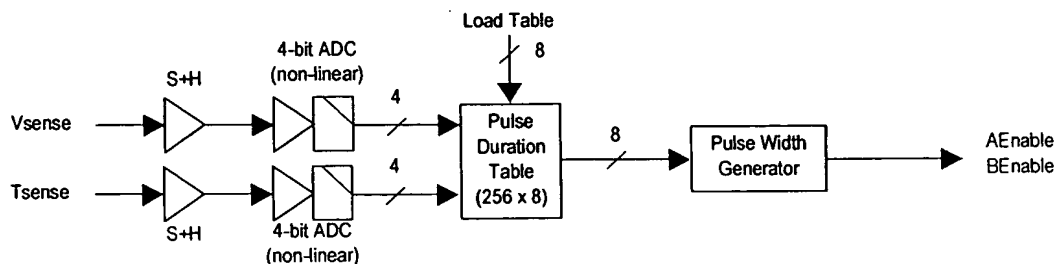 Load Table
8
4-bit ADC
(non-linear)
S+H
4
Vsense
Pulse
Duration
Table
(256 x 8)
8
Pulse Width
Generator
AEnable
BEnable
Tsense
4
S+H
4-bit ADC
(non-linear)